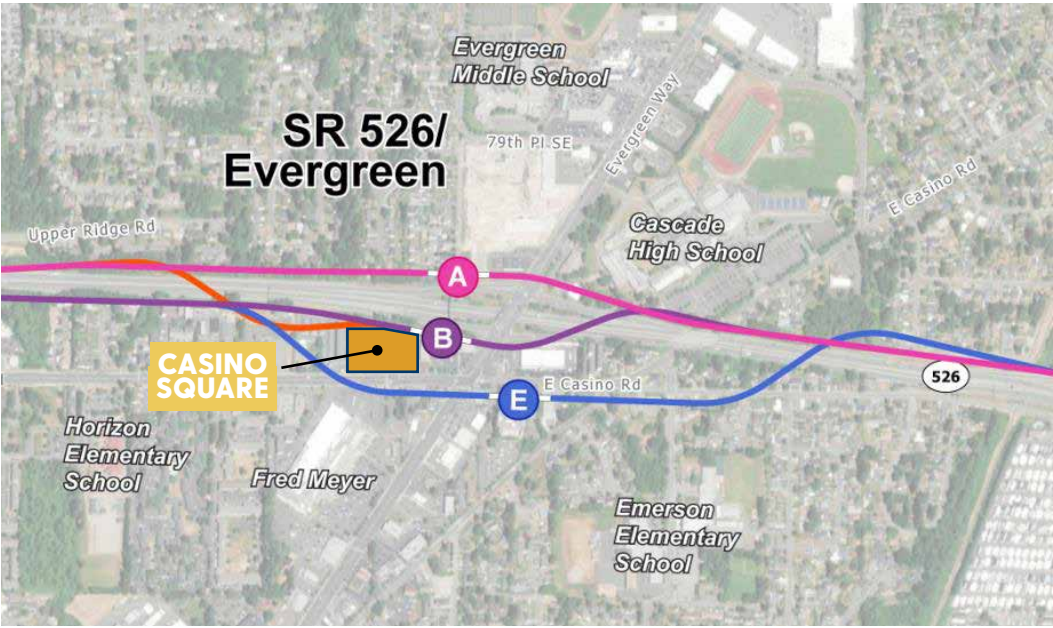 Evergreen
Middle School
SR 526/
Evergreen
79th Pl SE
Evergreen Way
E Casino Rd
Cascade
High School
Upper Ridge Rd
A
B
CASINO
SQUARE
E Casino Rd
526
E
Horizon
Elementary
School
Fred Meyer
Emerson
Elementary
School